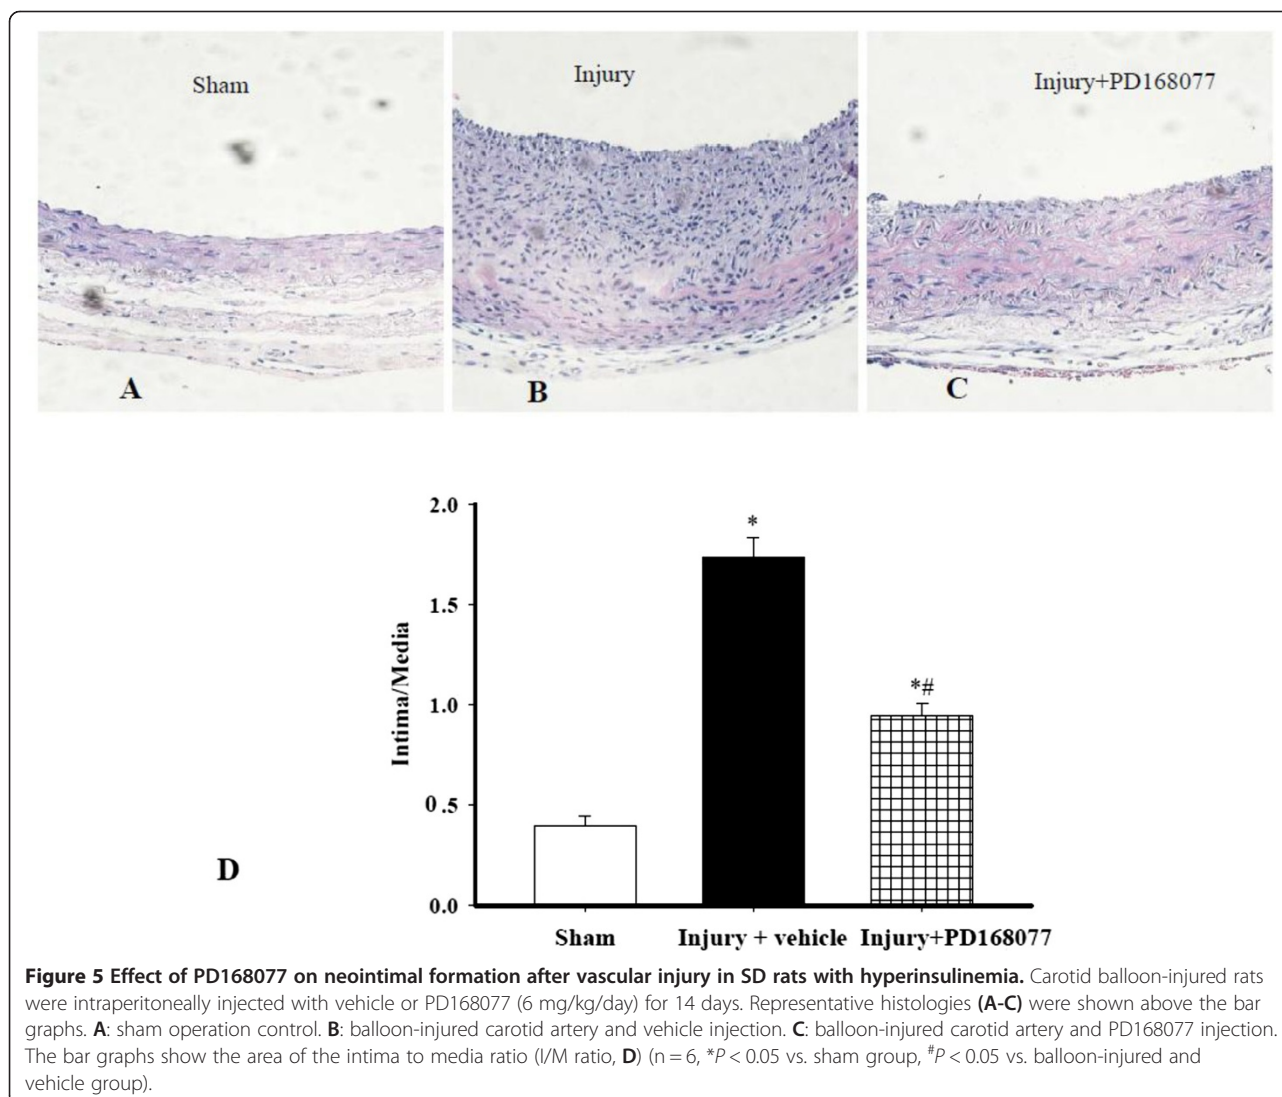 Sham
Injury
Injury+PD168077
A
B
C
2.0
1.5
1.0
0.5
0.0
Intima/Media
*
*#
D
Sham Injury + vehicle Injury+PD168077
Figure 5 Effect of PD168077 on neointimal formation after vascular injury in SD rats with hyperinsulinemia. Carotid balloon-injured rats
were intraperitoneally injected with vehicle or PD168077 (6 mg/kg/day) for 14 days. Representative histologies (A-C) were shown above the bar
graphs. A: sham operation control. B: balloon-injured carotid artery and vehicle injection. C: balloon-injured carotid artery and PD168077 injection.
The bar graphs show the area of the intima to media ratio (I/M ratio, D) (n = 6, *P < 0.05 vs. sham group, #P < 0.05 vs. balloon-injured and
vehicle group).